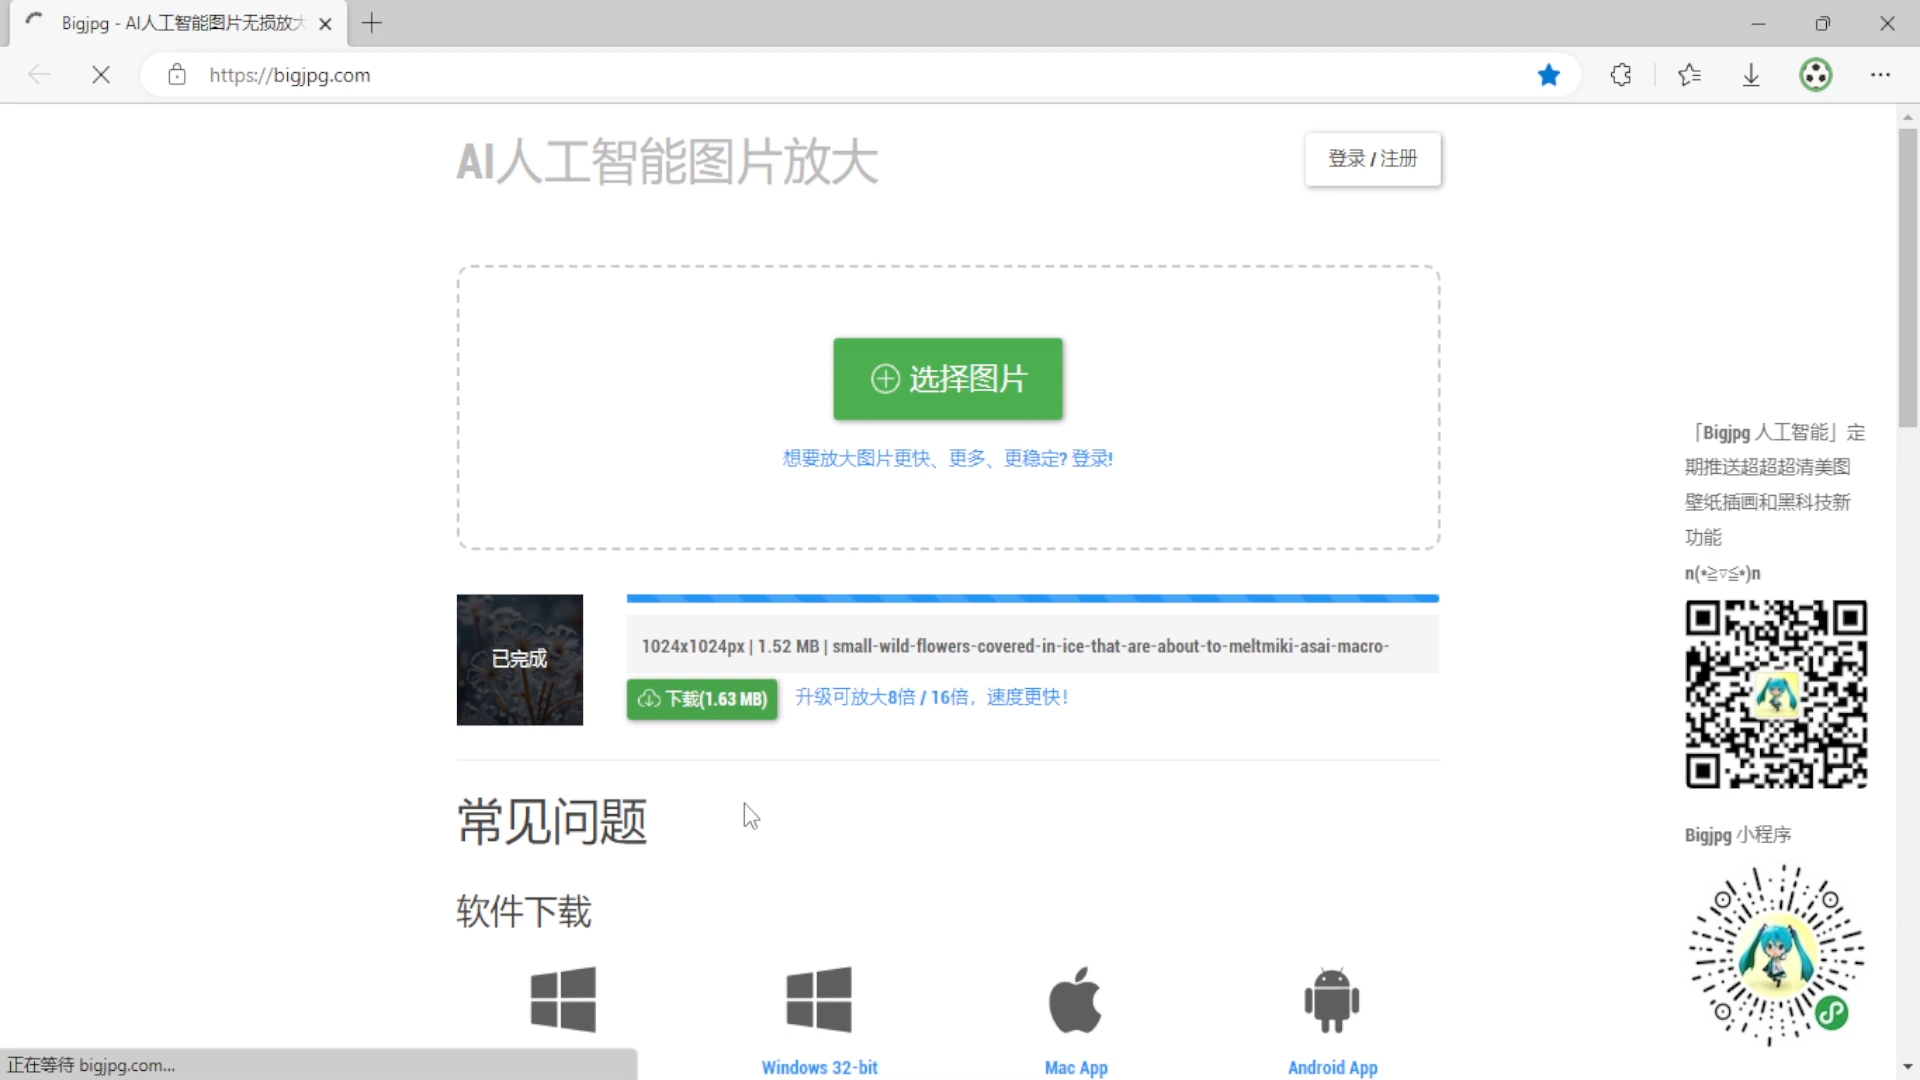 Bigjpg - AI人工智能图片无损放大
https://bigjpg.com
AI人工智能图片放大
登录 / 注册
选择图片
想要放大图片更快、更多、更稳定? 登录!
已完成
1024x1024px | 1.52 MB | small-wild-flowers-covered-in-ice-that-are-about-to-meltmiki-asai-macro-
下载(1.63 MB)
升级可放大8倍 / 16倍，速度更快！
常见问题
软件下载
Windows 32-bit
Mac App
Android App
「Bigjpg 人工智能」定
期推送超超超清美图
壁纸插画和黑科技新
功能
n(*≧▽≦*)n
Bigjpg 小程序
正在等待 bigjpg.com...